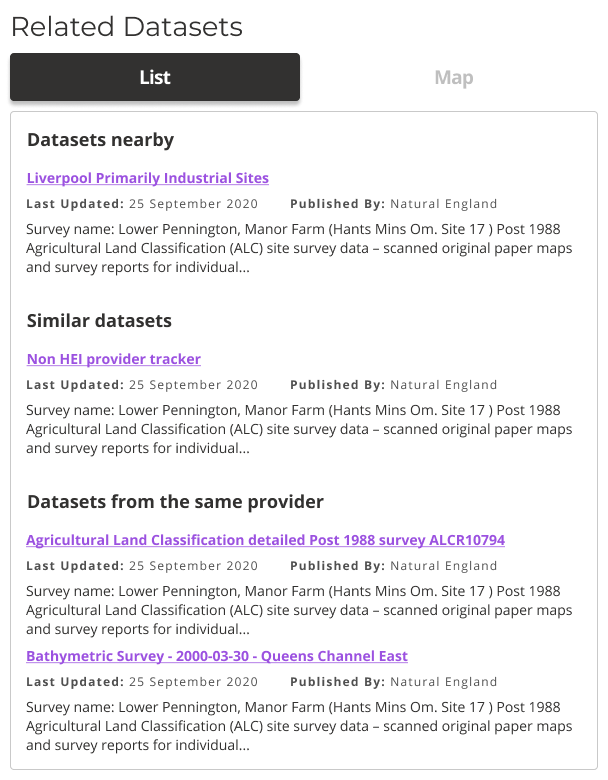 Related Datasets
List
Map
Datasets nearby
Liverpool Primarily Industrial Sites
Last Updated: 25 September 2020 Published By: Natural England
Survey name: Lower Pennington, Manor Farm (Hants Mins Om. Site 17 ) Post 1988
Agricultural Land Classification (ALC) site survey data – scanned original paper maps
and survey reports for individual...
Similar datasets
Non HEI provider tracker
Last Updated: 25 September 2020 Published By: Natural England
Survey name: Lower Pennington, Manor Farm (Hants Mins Om. Site 17 ) Post 1988
Agricultural Land Classification (ALC) site survey data – scanned original paper maps
and survey reports for individual...
Datasets from the same provider
Agricultural Land Classification detailed Post 1988 survey ALCR10794
Last Updated: 25 September 2020 Published By: Natural England
Survey name: Lower Pennington, Manor Farm (Hants Mins Om. Site 17 ) Post 1988
Agricultural Land Classification (ALC) site survey data – scanned original paper maps
and survey reports for individual...
Bathymetric Survey - 2000-03-30 - Queens Channel East
Last Updated: 25 September 2020 Published By: Natural England
Survey name: Lower Pennington, Manor Farm (Hants Mins Om. Site 17 ) Post 1988
Agricultural Land Classification (ALC) site survey data – scanned original paper maps
and survey reports for individual...